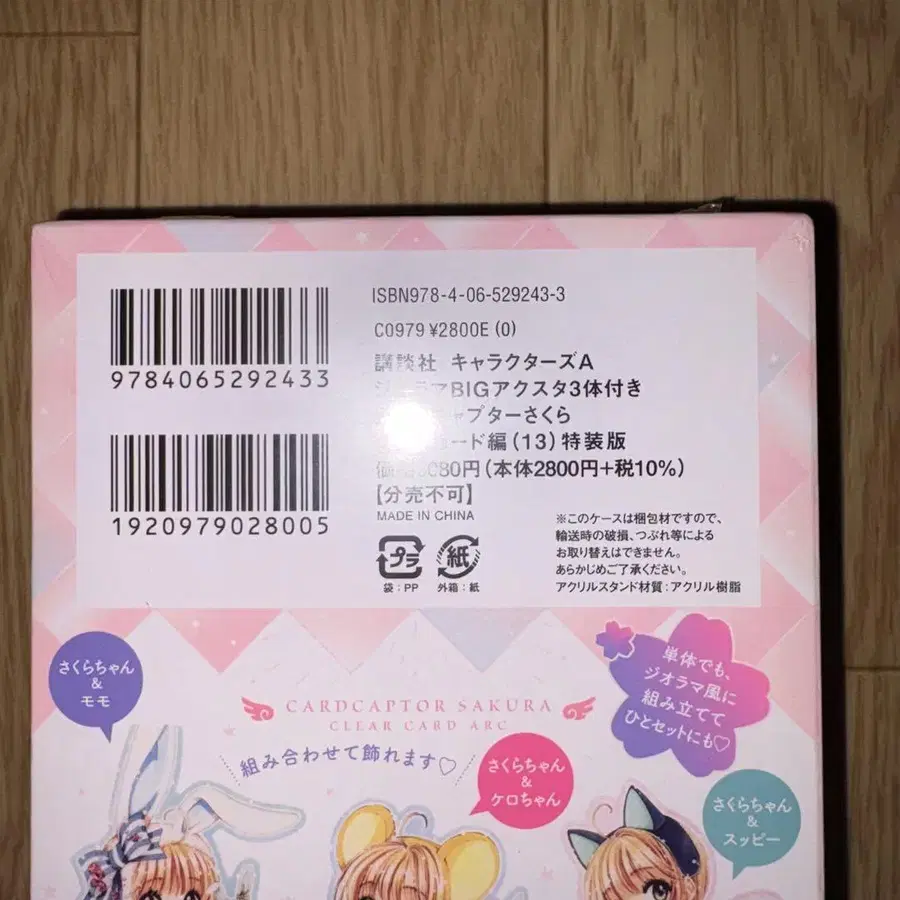 ISBN978-4-06-529243-3
C0979 ¥2800E (0)
9784065292433
講談社 キャラクターズA
BIGアクスタ3体付き
プターさくら
ード編(13)特装版
080円(本体2800円+税10%)
【分売不可】
MADE IN CHINA
1920979028005
プラ
紙
袋:PP
外箱:紙
※このケースは梱包材ですので、
輸送時の破損、つぶれ等による
お取り替えはできません。
あらかじめご了承ください。
アクリルスタンド材質:アクリル樹脂
さくらちゃん
&
モモ
CARDCAPTOR SAKURA
CLEAR CARD ARC
組み合わせて飾れます♡
単体でも、
ジオラマ風に
組み立てて
ひとセットにも♡
さくらちゃん
&
ケロちゃん
さくらちゃん
&
スッピー